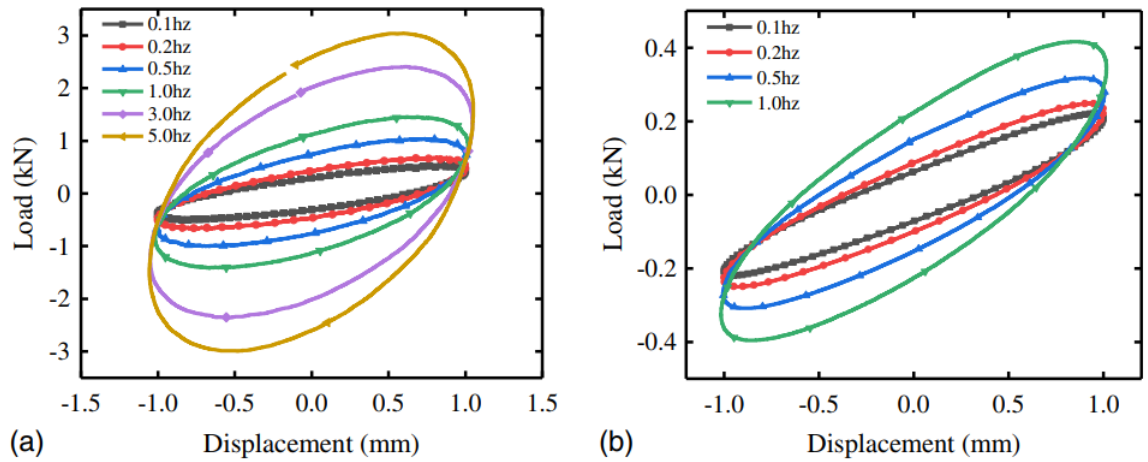 0.1hz
0.2hz
0.5hz
1.0hz
3.0hz
5.0hz
3
2
1
0
-1
-2
-3
Load (kN)
-1.5 -1.0 -0.5 0.0 0.5 1.0 1.5
Displacement (mm)
(a)
0.1hz
0.2hz
0.5hz
1.0hz
0.4
0.2
0.0
-0.2
-0.4
Load (kN)
-1.0 -0.5 0.0 0.5 1.0
Displacement (mm)
(b)